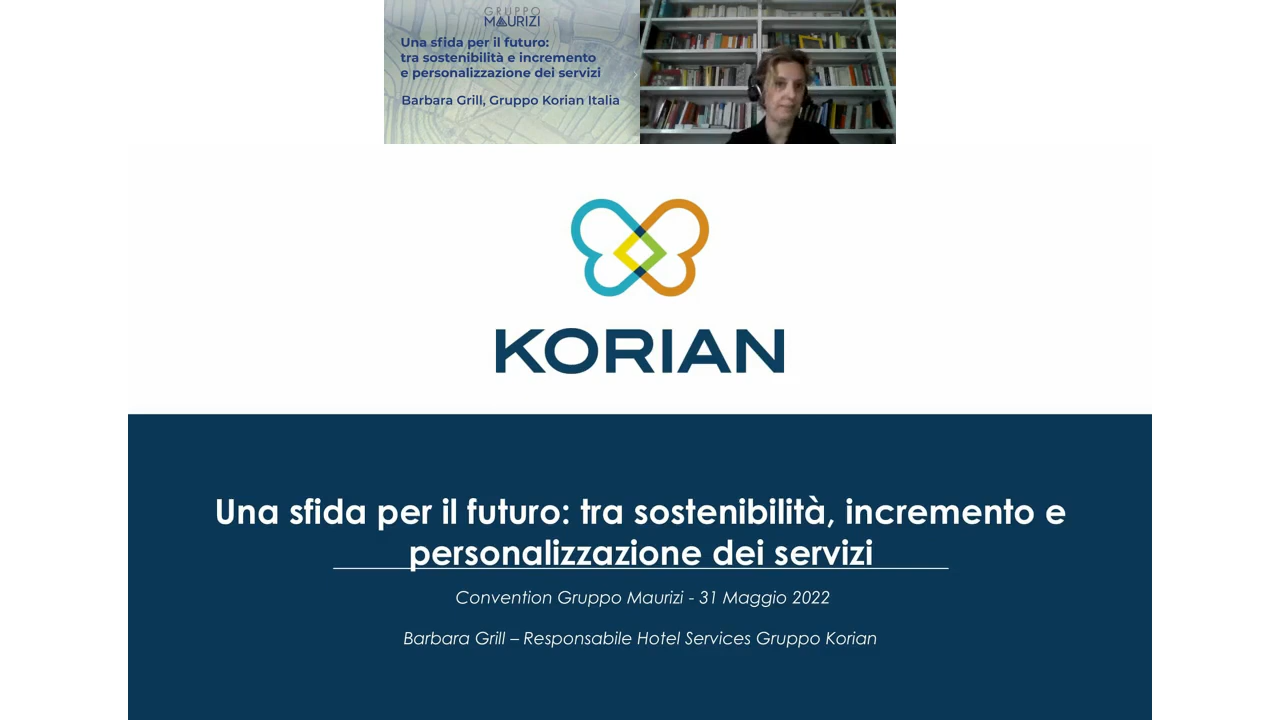 GRUPPO
MAURIZI
Una sfida per il futuro:
tra sostenibilità e incremento
e personalizzazione dei servizi
Barbara Grill, Gruppo Korian Italia
KORIAN
Una sfida per il futuro: tra sostenibilità, incremento e
personalizzazione dei servizi
Convention Gruppo Maurizi - 31 Maggio 2022
Barbara Grill – Responsabile Hotel Services Gruppo Korian